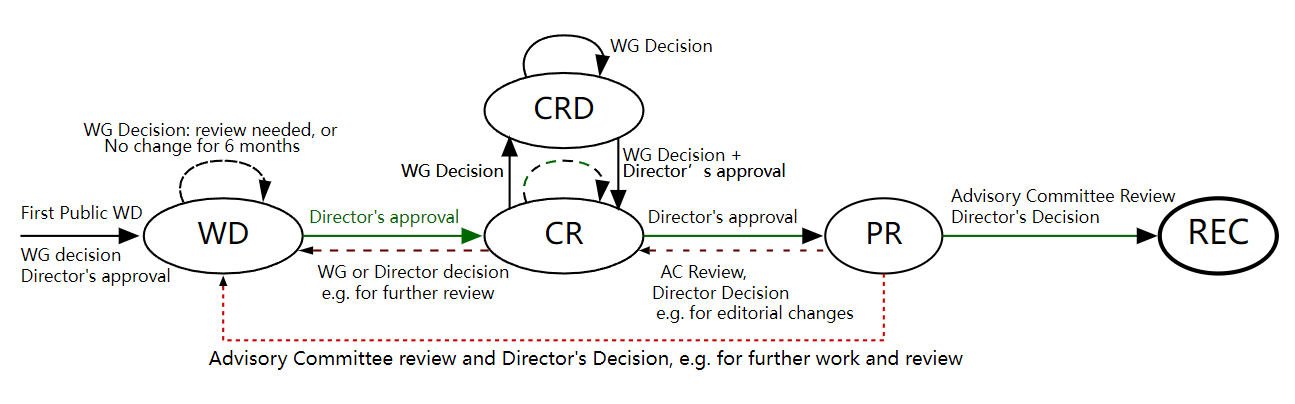 WG Decision
CRD
WG Decision: review needed, or
No change for 6 months
WG Decision
WG Decision +
Director’s approval
First Public WD
WG decision
Director's approval
WD
Director's approval
WG or Director decision
e.g. for further review
CR
Director's approval
AC Review,
Director Decision
e.g. for editorial changes
PR
Advisory Committee Review
Director's Decision
REC
Advisory Committee review and Director's Decision, e.g. for further work and review